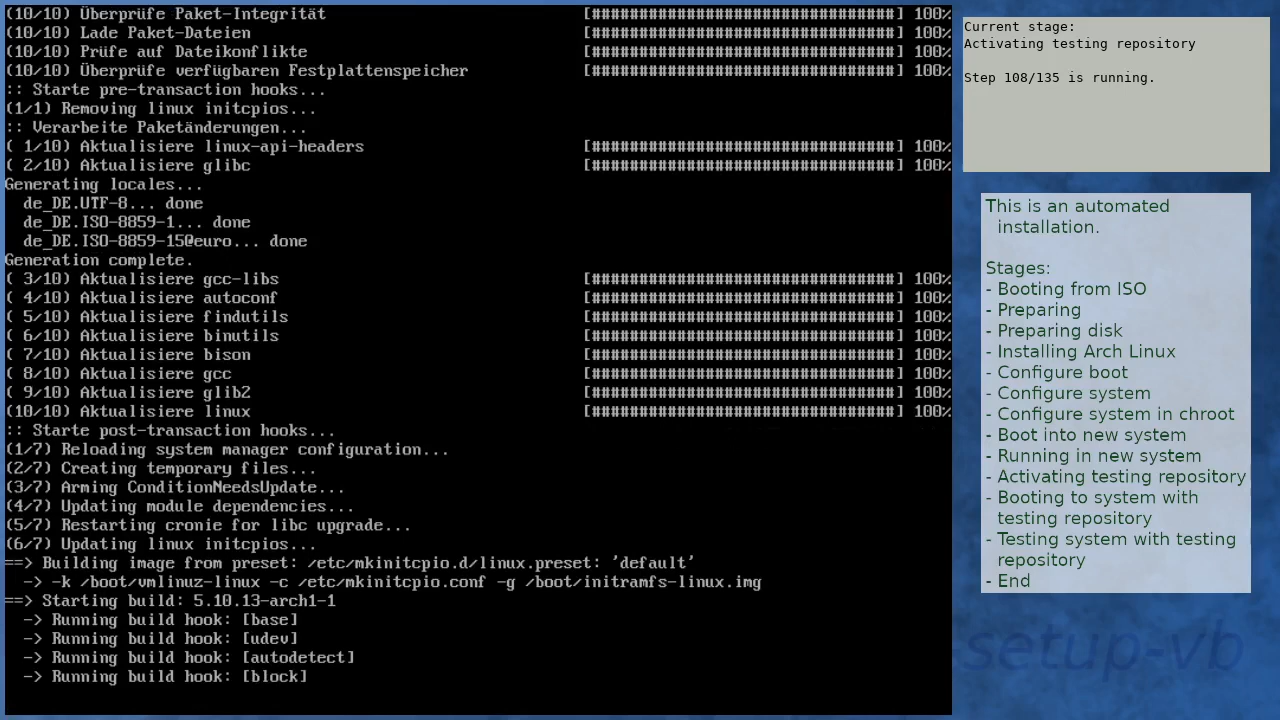 (10/10) Überprüfe Paket-Integrität [################################] 100%
(10/10) Lade Paket-Dateien [################################] 100%
(10/10) Prüfe auf Dateikonflikte [################################] 100%
(10/10) Überprüfe verfügbaren Festplattenspeicher [################################] 100%
:: Starte pre-transaction hooks...
(1/1) Removing linux initcpios...
:: Verarbeite Paketänderungen...
( 1/10) Aktualisiere linux-api-headers [################################] 100%
( 2/10) Aktualisiere glibc [################################] 100%
Generating locales...
  de_DE.UTF-8... done
  de_DE.ISO-8859-1... done
  de_DE.ISO-8859-15@euro... done
Generation complete.
( 3/10) Aktualisiere gcc-libs [################################] 100%
( 4/10) Aktualisiere autoconf [################################] 100%
( 5/10) Aktualisiere findutils [################################] 100%
( 6/10) Aktualisiere binutils [################################] 100%
( 7/10) Aktualisiere bison [################################] 100%
( 8/10) Aktualisiere gcc [################################] 100%
( 9/10) Aktualisiere glib2 [################################] 100%
(10/10) Aktualisiere linux [################################] 100%
:: Starte post-transaction hooks...
(1/7) Reloading system manager configuration...
(2/7) Creating temporary files...
(3/7) Arming ConditionNeedsUpdate...
(4/7) Updating module dependencies...
(5/7) Restarting cronie for libc upgrade...
(6/7) Updating linux initcpios...
==> Building image from preset: /etc/mkinitcpio.d/linux.preset: 'default'
  -> -k /boot/vmlinuz-linux -c /etc/mkinitcpio.conf -g /boot/initramfs-linux.img
==> Starting build: 5.10.13-arch1-1
  -> Running build hook: [base]
  -> Running build hook: [udev]
  -> Running build hook: [autodetect]
  -> Running build hook: [block]
Current stage:
Activating testing repository
Step 108/135 is running.
This is an automated
installation.
Stages:
- Booting from ISO
- Preparing
- Preparing disk
- Installing Arch Linux
- Configure boot
- Configure system
- Configure system in chroot
- Boot into new system
- Running in new system
- Activating testing repository
- Booting to system with
testing repository
- Testing system with testing
repository
- End
setup-vb